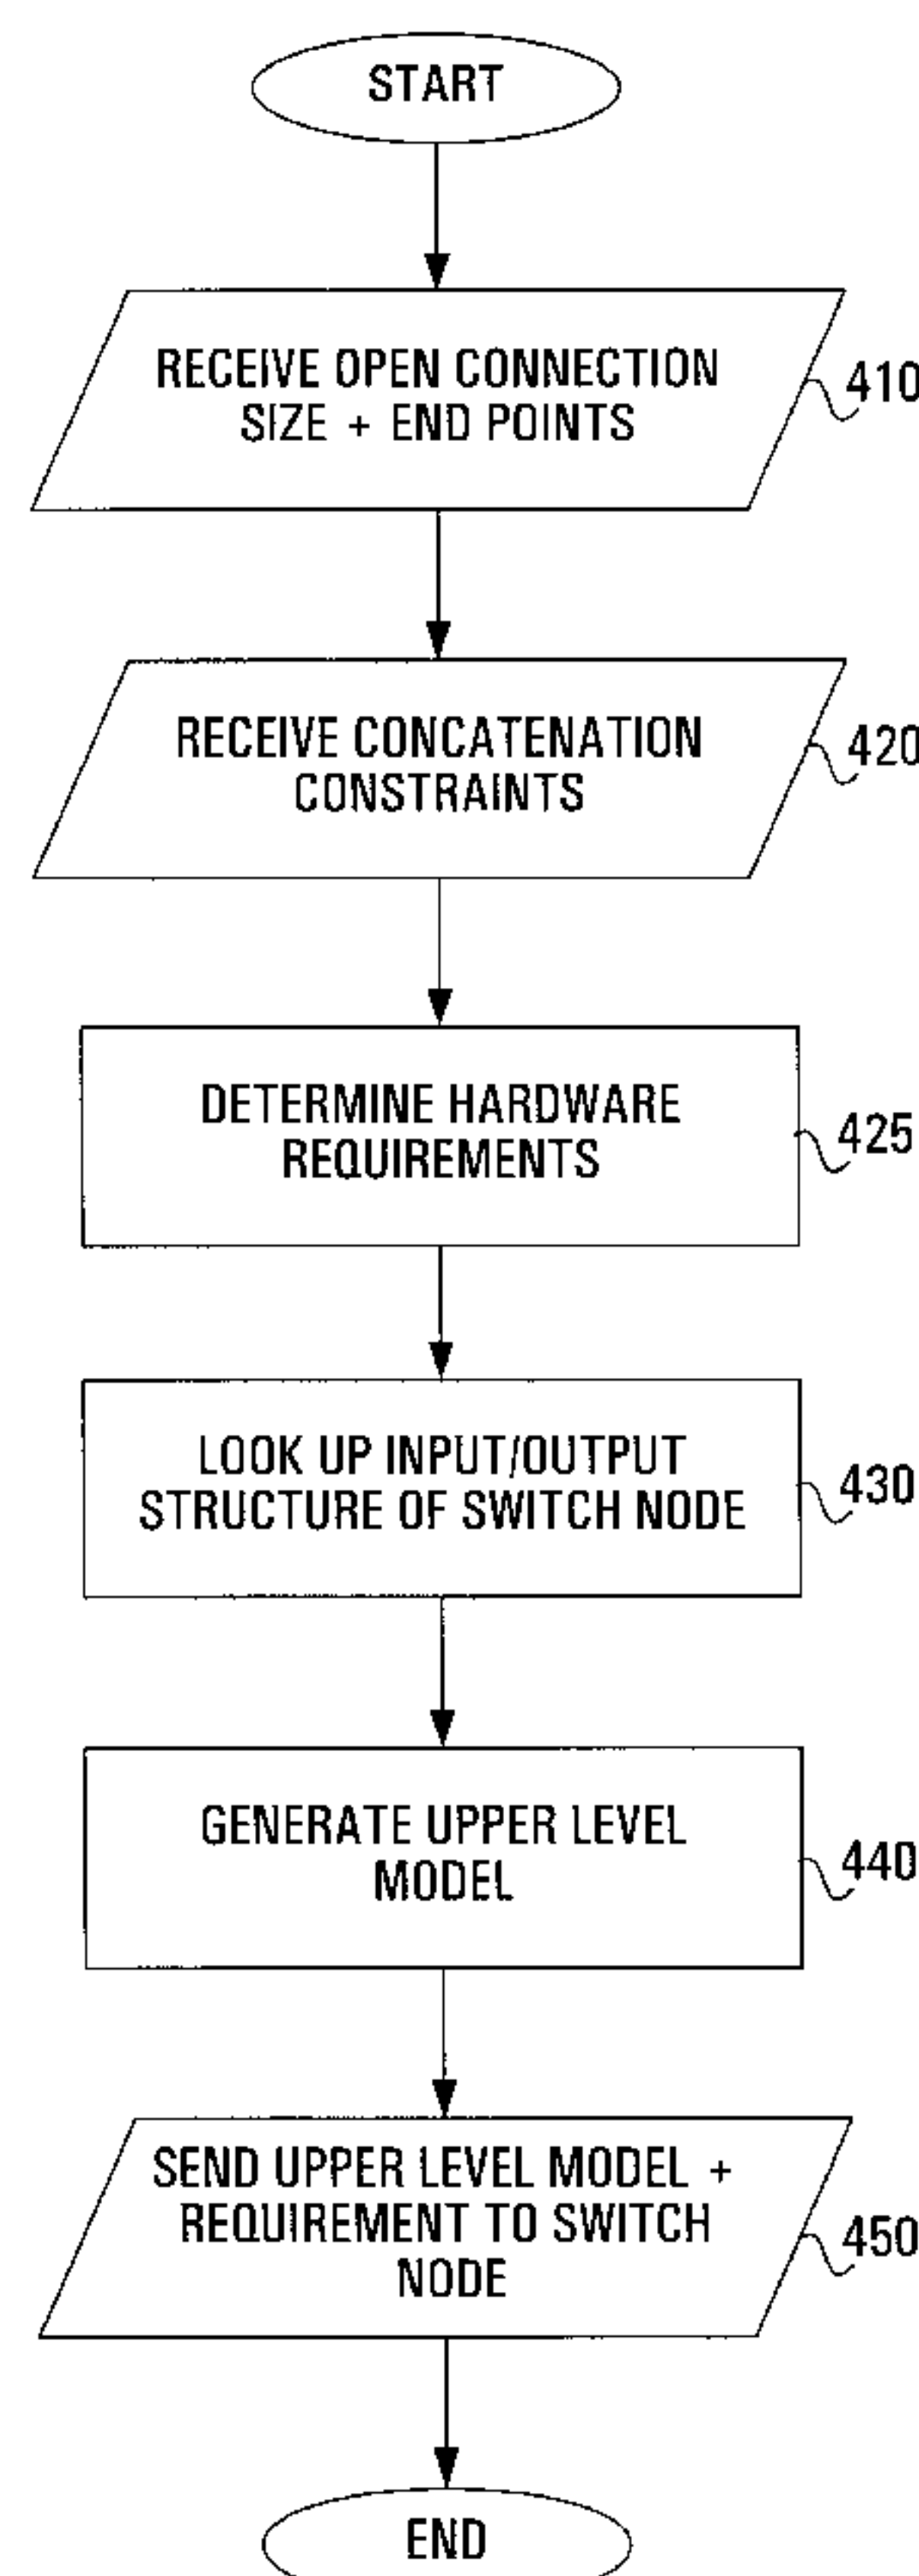 START
RECEIVE OPEN CONNECTION
SIZE + END POINTS
410
RECEIVE CONCATENATION
CONSTRAINTS
420
DETERMINE HARDWARE
REQUIREMENTS
425
LOOK UP INPUT/OUTPUT
STRUCTURE OF SWITCH NODE
430
GENERATE UPPER LEVEL
MODEL
440
SEND UPPER LEVEL MODEL +
REQUIREMENT TO SWITCH
NODE
450
END